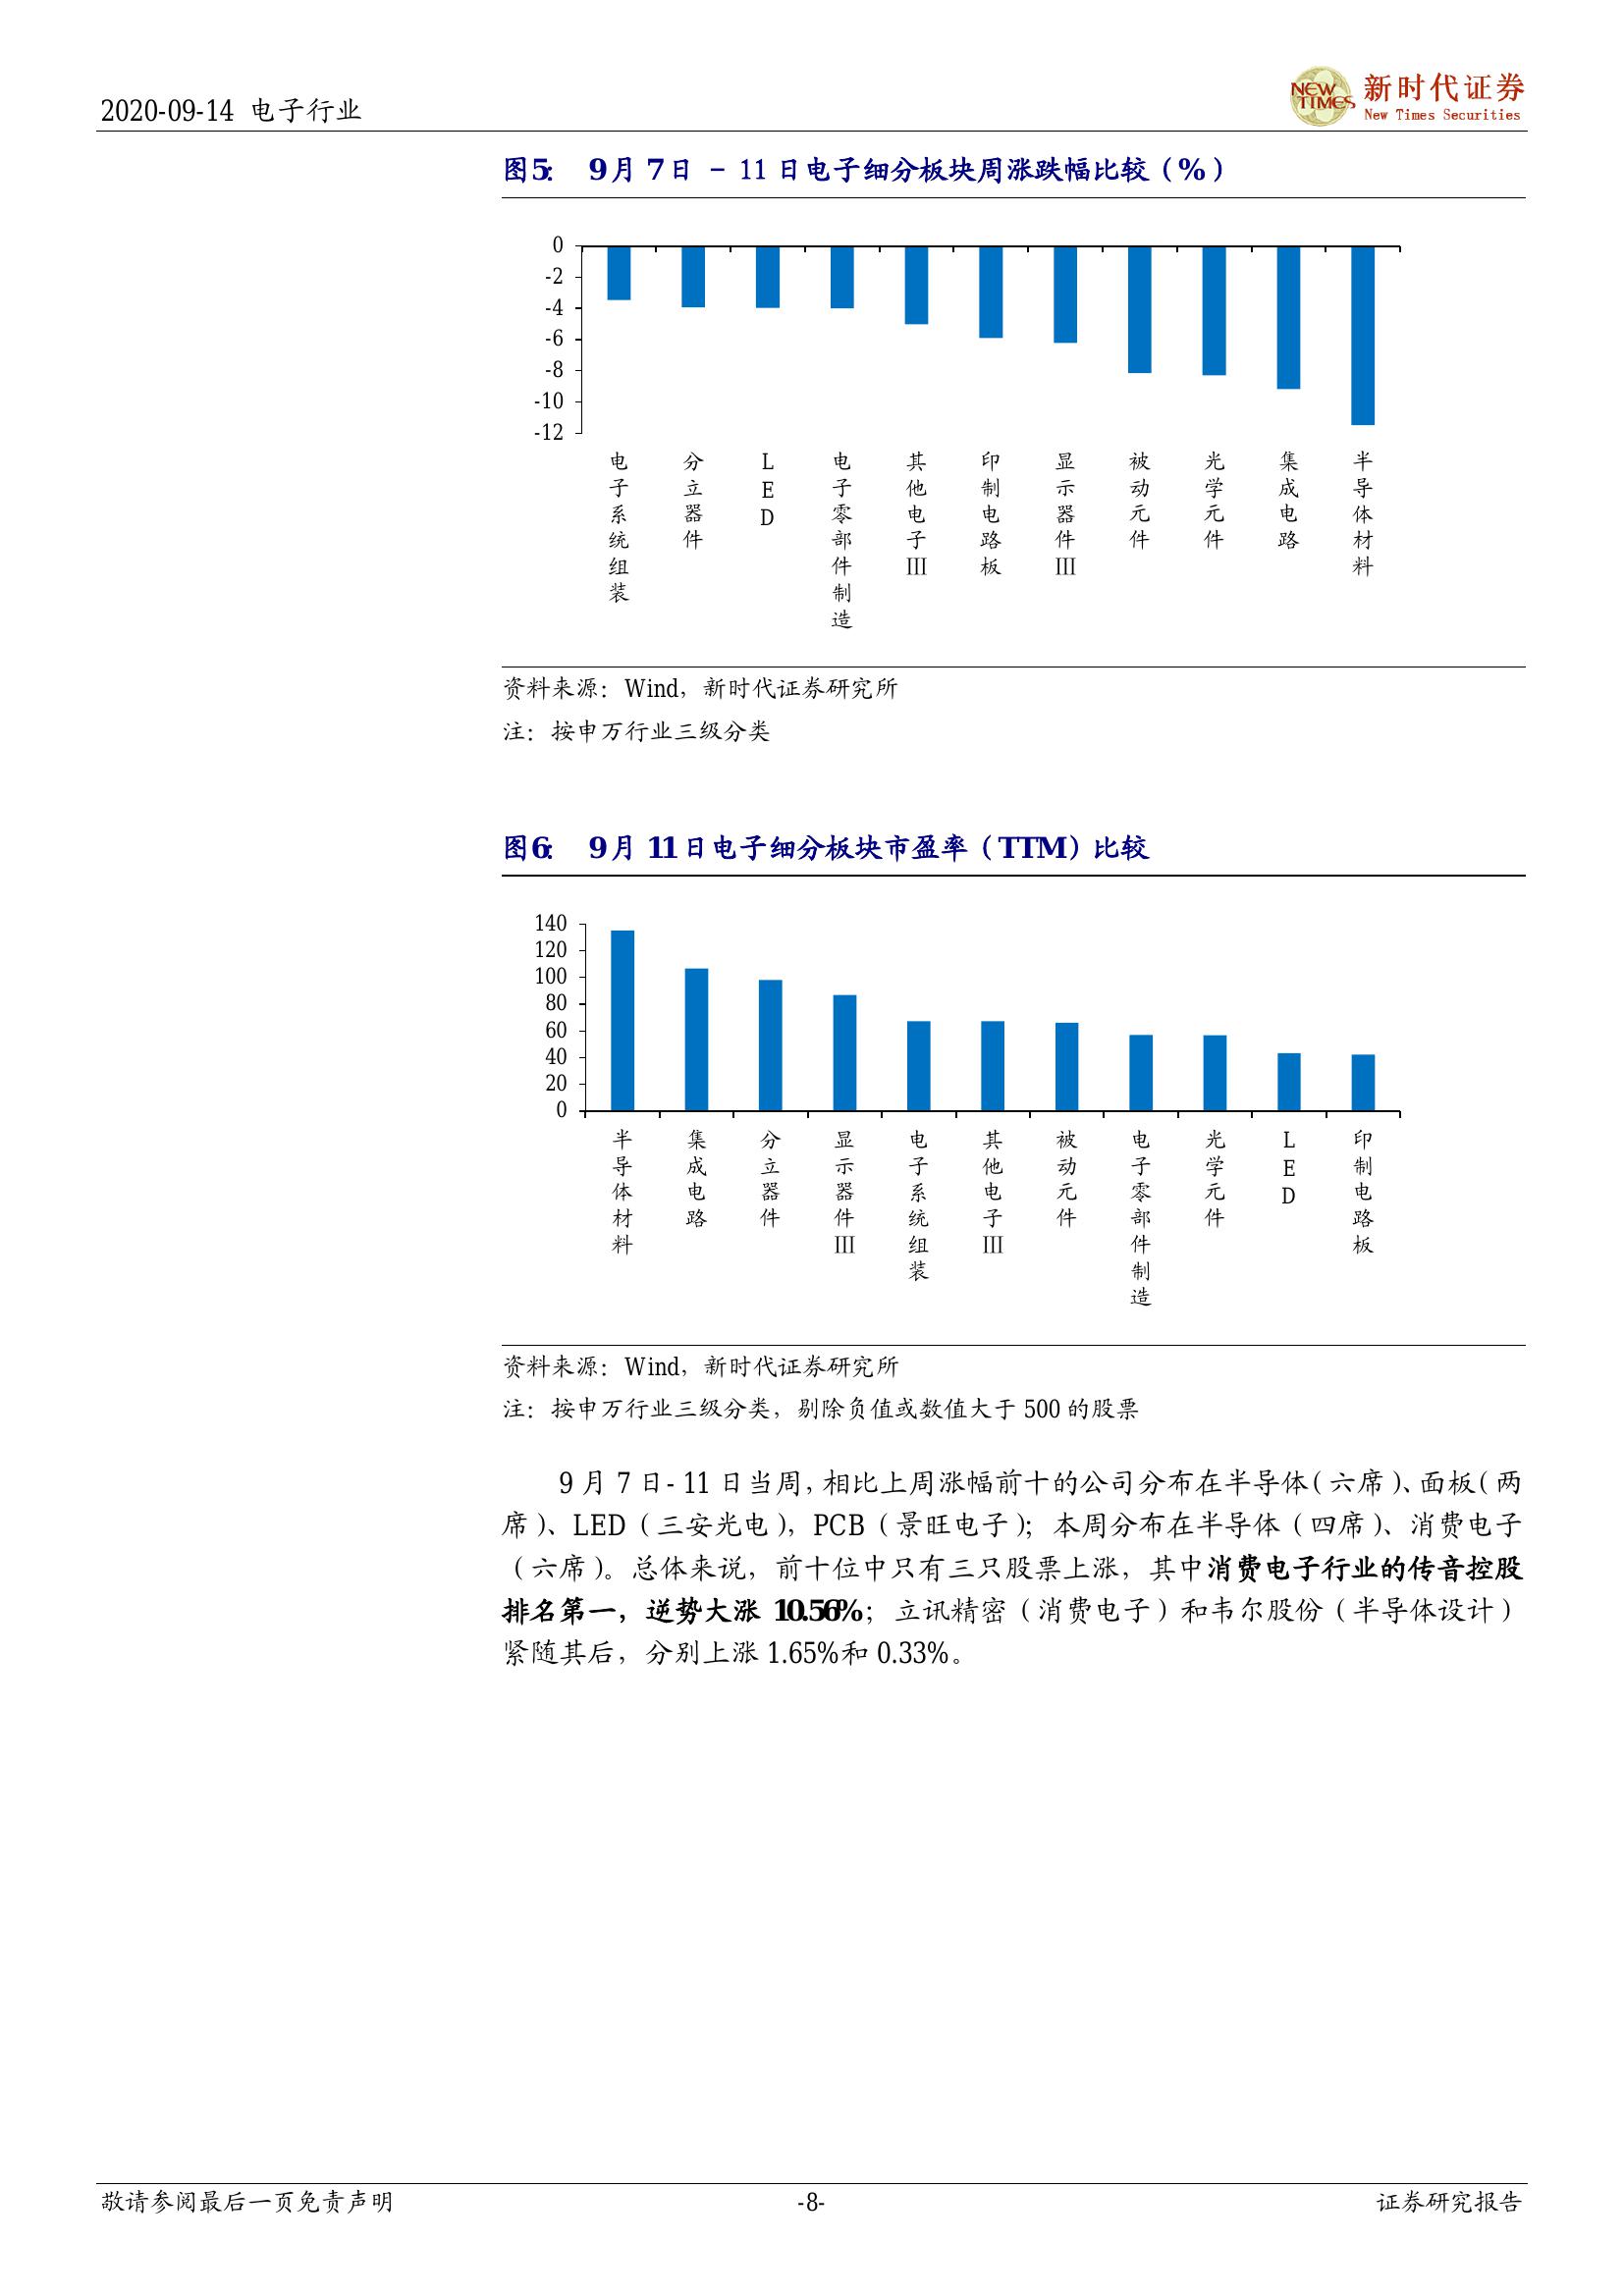 2020-09-14 电子行业
NEW TIMES 新时代证券
New Times Securities
图5: 9月 7日 - 11 日电子细分板块周涨跌幅比较（%）
0
-2
-4
-6
-8
-10
-12
电子系统组装
分立器件
LED
电子零部件制造
其他电子III
印制电路板
显示器件III
被动元件
光学元件
集成电路
半导体材料
资料来源：Wind，新时代证券研究所
注：按申万行业三级分类
图6: 9月 11日电子细分板块市盈率（TTM）比较
140
120
100
80
60
40
20
0
半导体材料
集成电路
分立器件
显示器件III
电子系统组装
其他电子III
被动元件
电子零部件制造
光学元件
LED
印制电路板
资料来源：Wind，新时代证券研究所
注：按申万行业三级分类，剔除负值或数值大于 500 的股票
9 月 7 日- 11 日当周，相比上周涨幅前十的公司分布在半导体（六席）、面板（两
席）、LED（三安光电），PCB（景旺电子）；本周分布在半导体（四席）、消费电子
（六席）。总体来说，前十位中只有三只股票上涨，其中消费电子行业的传音控股
排名第一，逆势大涨 10.56%；立讯精密（消费电子）和韦尔股份（半导体设计）
紧随其后，分别上涨 1.65%和 0.33%。
敬请参阅最后一页免责声明
-8-
证券研究报告